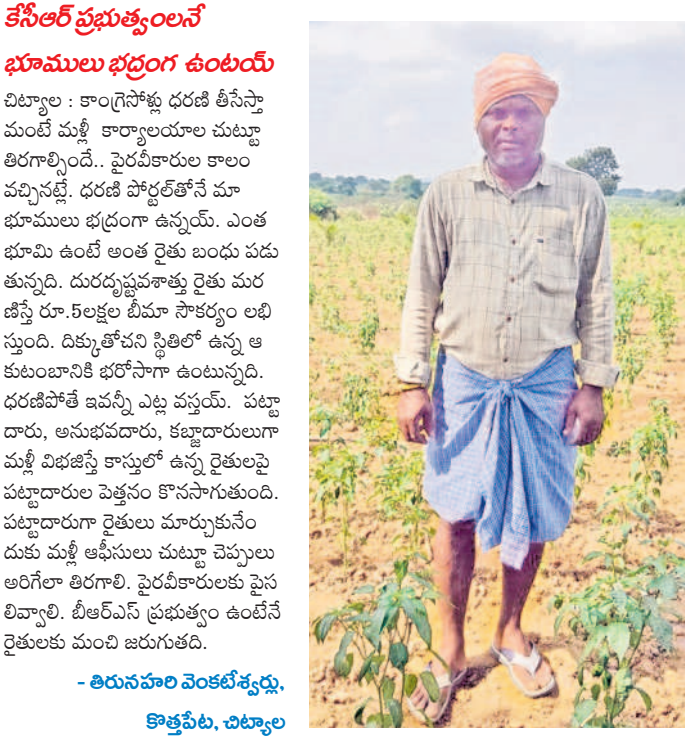 కేసీఆర్ ప్రభుత్వంలనే
భూములు భద్రంగ ఉంటయ్
చిట్యాల : కాంగ్రెసోళ్లు ధరణి తీసేస్తా
మంటే మళ్లీ కార్యాలయాల చుట్టూ
తిరగాల్సిందే.. పైరవీకారుల కాలం
వచ్చినట్లే. ధరణి పోర్టల్‌తోనే మా
భూములు భద్రంగా ఉన్నయ్. ఎంత
భూమి ఉంటే అంత రైతు బంధు పడు
తున్నది. దురదృష్టవశాత్తు రైతు మర
ణిస్తే రూ.5లక్షల బీమా సౌకర్యం లభి
స్తుంది. దిక్కుతోచని స్థితిలో ఉన్న ఆ
కుటంబానికి భరోసాగా ఉంటున్నది.
ధరణిపోతే ఇవన్నీ ఎట్ల వస్తయ్. పట్టా
దారు, అనుభవదారు, కబ్జాదారులుగా
మళ్లీ విభజిస్తే కాస్తులో ఉన్న రైతులపై
పట్టాదారుల పెత్తనం కొనసాగుతుంది.
పట్టాదారుగా రైతులు మార్చుకునేం
దుకు మళ్లీ ఆఫీసులు చుట్టూ చెప్పులు
అరిగేలా తిరగాలి. పైరవీకారులకు పైస
లివ్వాలి. బీఆర్ఎస్ ప్రభుత్వం ఉంటేనే
రైతులకు మంచి జరుగుతది.
- తిరునహరి వెంకటేశ్వర్లు,
కొత్తపేట, చిట్యాల